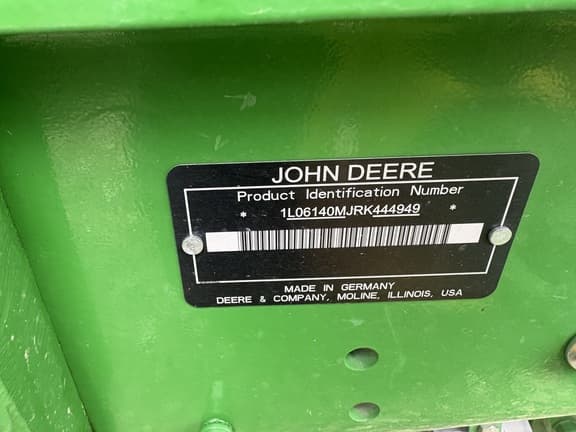 JOHN DEERE
Product Identification Number
* 1L06140MJRK444949 *
MADE IN GERMANY
DEERE & COMPANY, MOLINE, ILLINOIS, USA